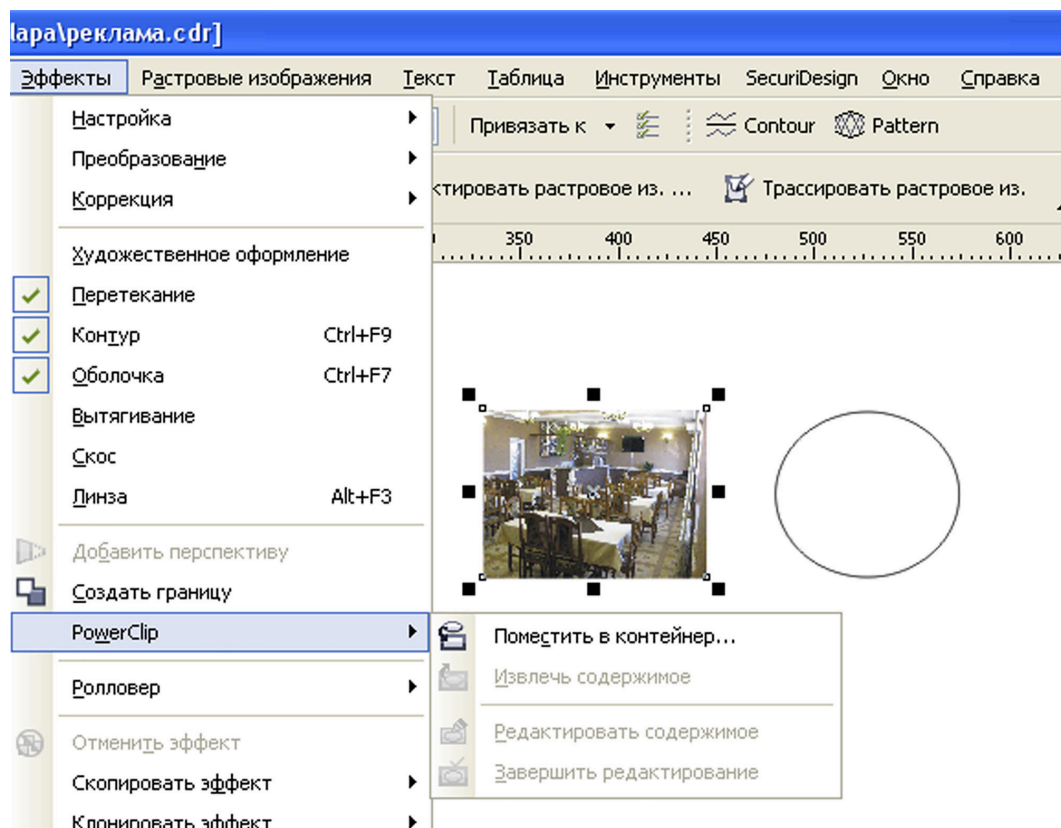 lара\реклама.cdr]
Эффекты Растровые изображения Текст Таблица Инструменты SecuriDesign Окно Справка
Привязать к Contour Pattern
ктировать растровое из. ... Трассировать растровое из.
350 400 450 500 550 600
Настройка
Преобразование
Коррекция
Художественное оформление
Перетекание
Контур Ctrl+F9
Оболочка Ctrl+F7
Вытягивание
Скос
Линза Alt+F3
Добавить перспективу
Создать границу
PowerClip
Поместить в контейнер...
Извлечь содержимое
Редактировать содержимое
Завершить редактирование
Ролловер
Отменить эффект
Скопировать эффект
Клонировать эффект